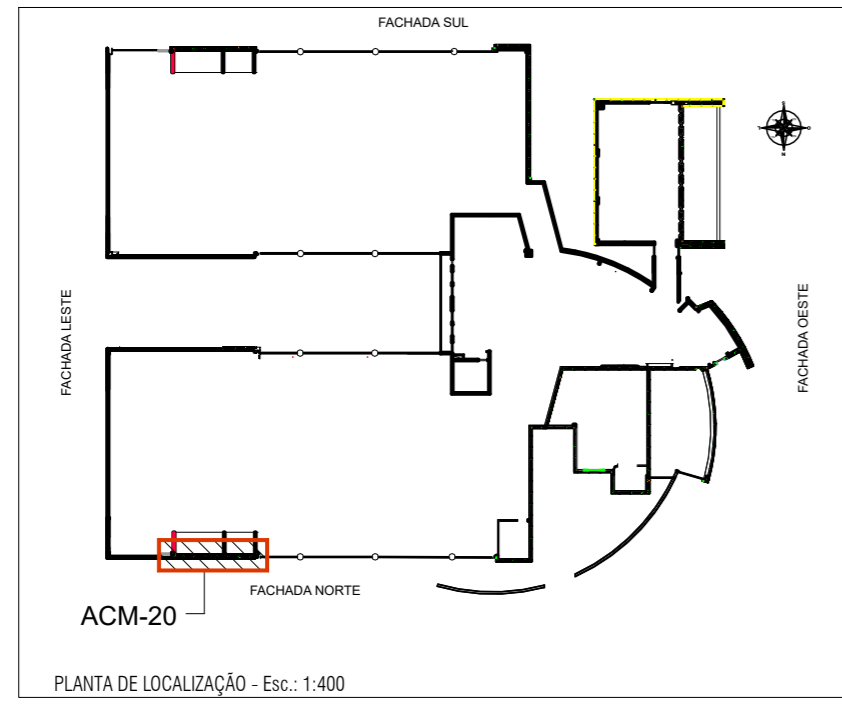 FACHADA SUL
FACHADA LESTE
FACHADA OESTE
FACHADA NORTE
ACM-20
PLANTA DE LOCALIZAÇÃO - Esc.: 1:400